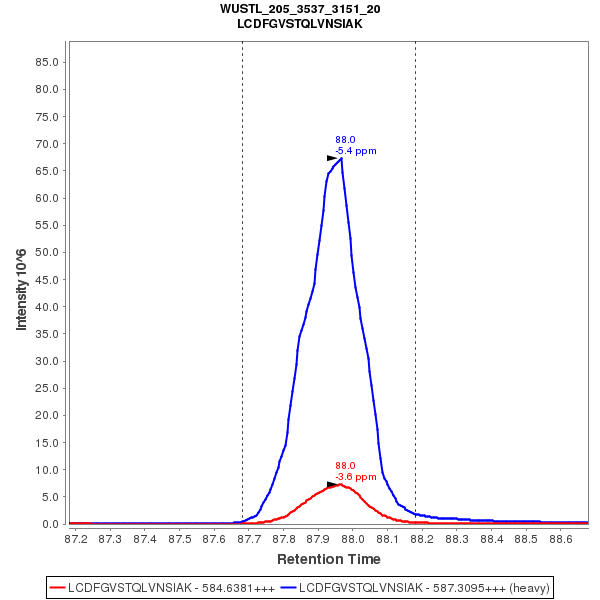 WUSTL_205_3537_3151_20
LCDFGVSTQLVNSIAK
85.0
80.0
75.0
70.0
65.0
60.0
55.0
50.0
45.0
40.0
35.0
30.0
25.0
20.0
15.0
10.0
5.0
0.0
Intensity 10^6
88.0
-5.4 ppm
88.0
-3.6 ppm
87.2 87.3 87.4 87.5 87.6 87.7 87.8 87.9 88.0 88.1 88.2 88.3 88.4 88.5 88.6
Retention Time
LCDFGVSTQLVNSIAK - 584.6381+++ LCDFGVSTQLVNSIAK - 587.3095+++ (heavy)